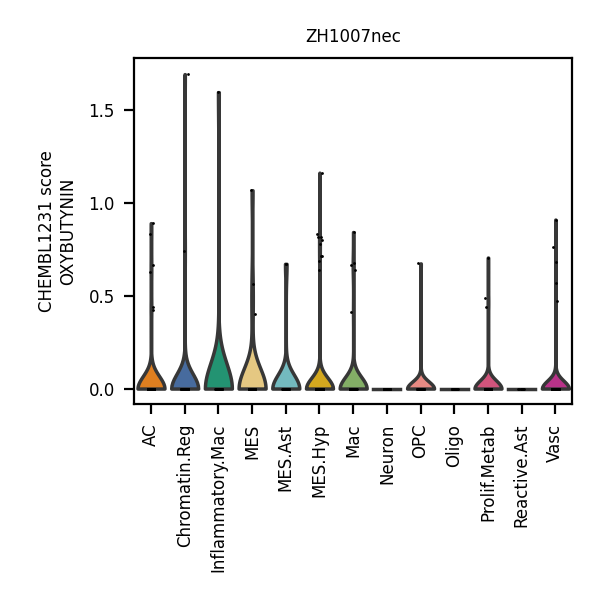 ZH1007nec
CHEMBL1231 score
OXYBUTYNIN
1.5
1.0
0.5
0.0
AC
Chromatin.Reg
Inflammatory.Mac
MES
MES.Ast
MES.Hyp
Mac
Neuron
OPC
Oligo
Prolif.Metab
Reactive.Ast
Vasc